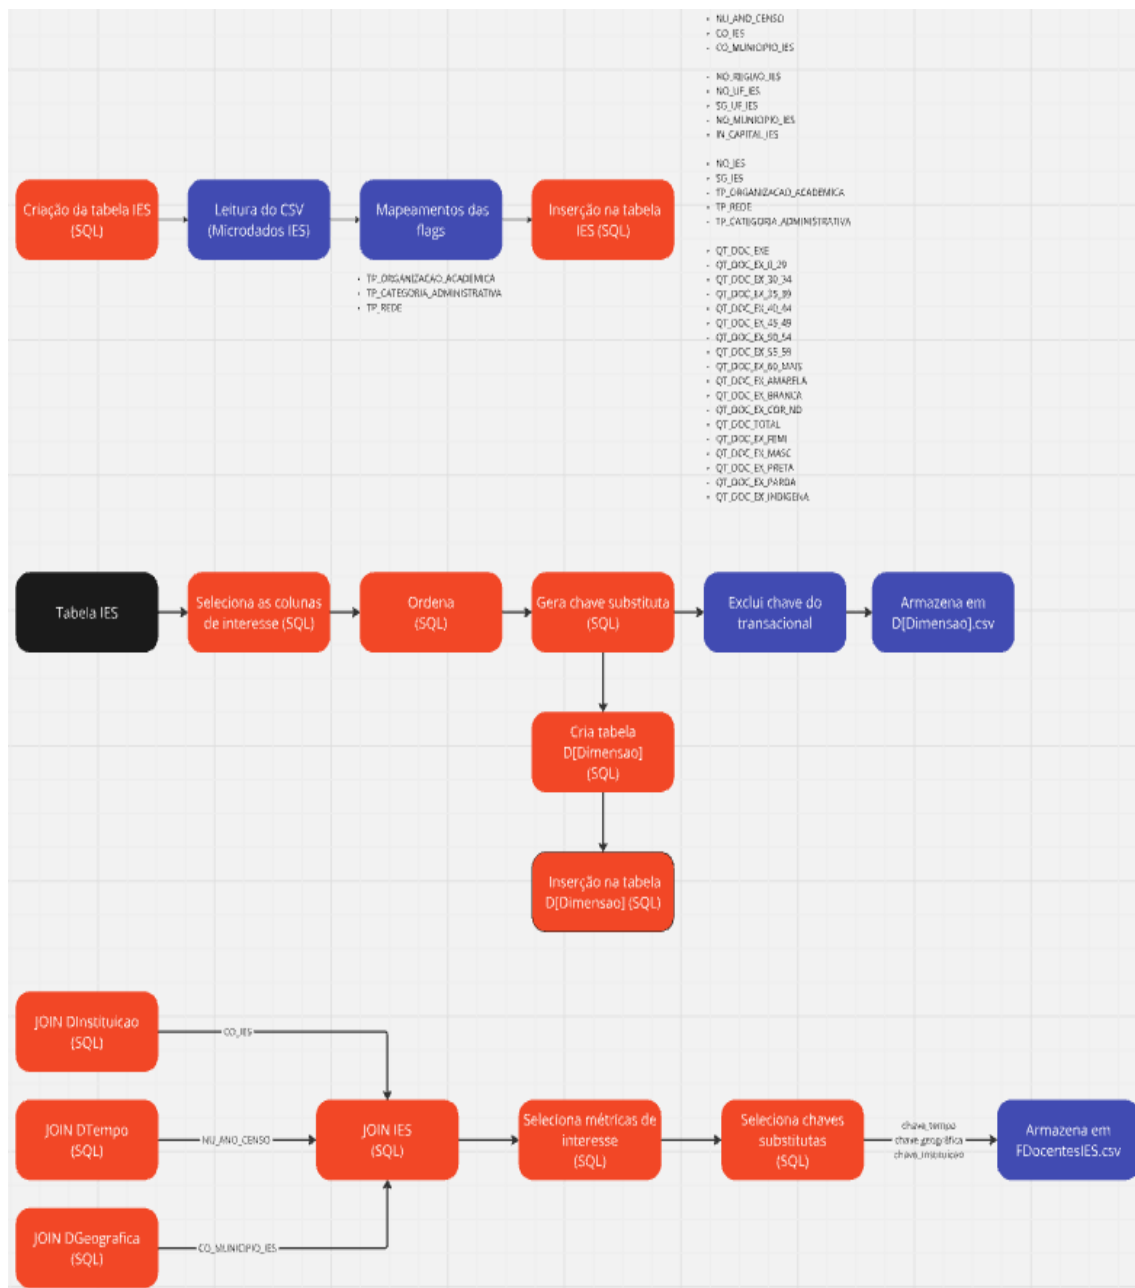 NU_ANO_CENSO
CO_IES
CO_MUNICIPIO_IES
NO_REGIAO_IES
NO_UF_IES
SG_UF_IES
NO_MUNICIPIO_IES
IN_CAPITAL_IES
NO_IES
SG_IES
TP_ORGANIZACAO_ACADEMICA
TP_REDE
TP_CATEGORIA_ADMINISTRATIVA
QT_DOC_EXE
QT_DOC_EX_0_29
QT_DOC_EX_30_34
QT_DOC_EX_35_39
QT_DOC_EX_40_44
QT_DOC_EX_45_49
QT_DOC_EX_50_54
QT_DOC_EX_55_59
QT_DOC_EX_60_MAIS
QT_DOC_EX_AMARELA
QT_DOC_EX_BRANCA
QT_DOC_EX_COR_ND
QT_DOC_TOTAL
QT_DOC_EX_FEMI
QT_DOC_EX_MASC
QT_DOC_EX_PRETA
QT_DOC_EX_PARDA
QT_DOC_EX_INDIGENA
Criação da tabela IES
(SQL)
Leitura do CSV
(Microdados IES)
Mapeamentos das
flags
Inserção na tabela
IES (SQL)
TP_ORGANIZACAO_ACADEMICA
TP_CATEGORIA_ADMINISTRATIVA
TP_REDE
Tabela IES
Seleciona as colunas
de interesse (SQL)
Ordena
(SQL)
Gera chave substituta
(SQL)
Exclui chave do
transacional
Armazena em
D[Dimensao].csv
Cria tabela
D[Dimensao]
(SQL)
Inserção na tabela
D[Dimensao] (SQL)
JOIN DInstituicao
(SQL)
CO_IES
JOIN DTempo
(SQL)
NU_ANO_CENSO
JOIN IES
(SQL)
Seleciona métricas de
interesse
(SQL)
Seleciona chaves
substitutas
(SQL)
chave_tempo
chave_geográfica
chave_instituicao
Armazena em
FDocentesIES.csv
JOIN DGeografica
(SQL)
CO_MUNICIPIO_IES